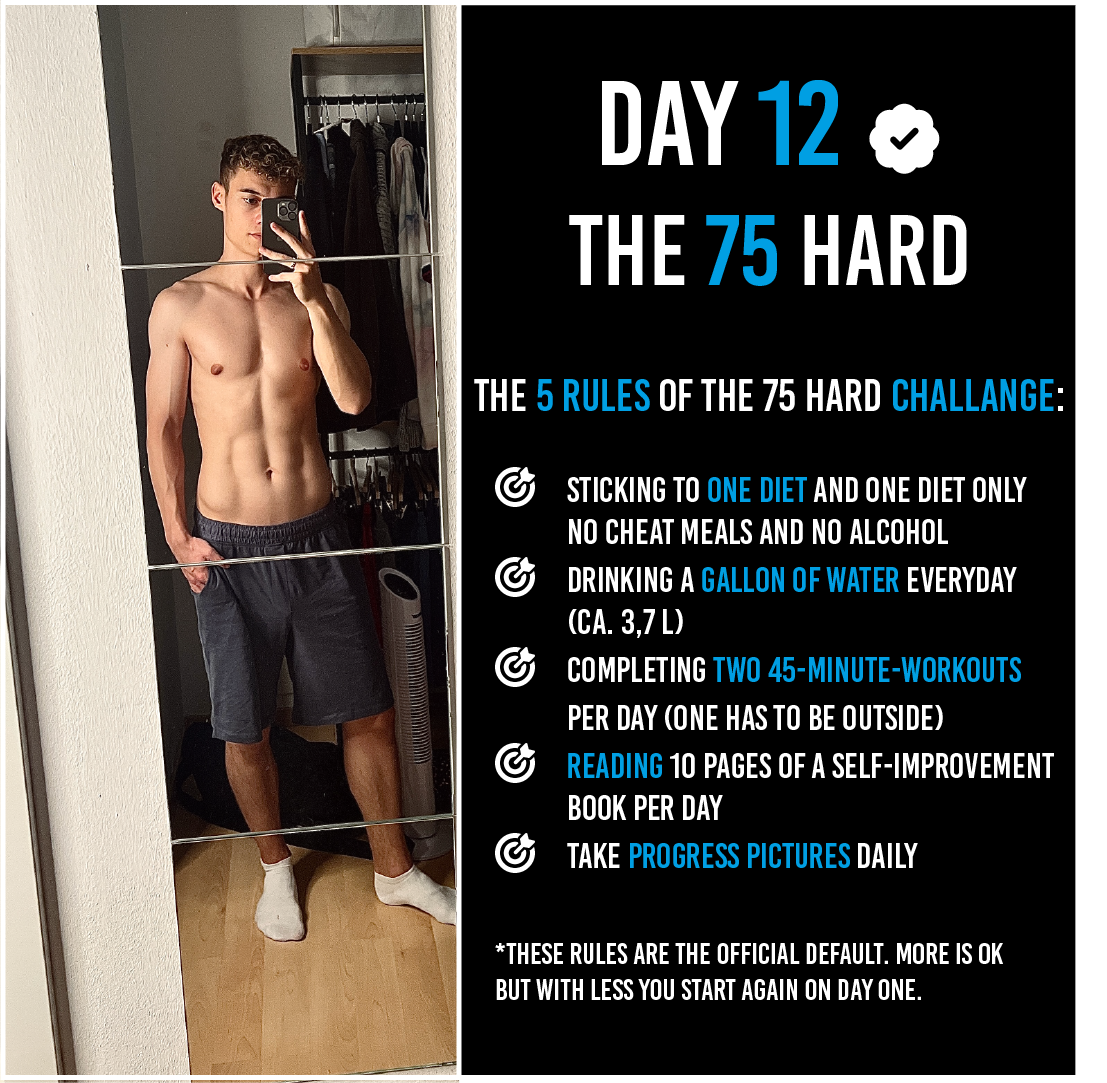 DAY 12
THE 75 HARD
THE 5 RULES OF THE 75 HARD CHALLANGE:
STICKING TO ONE DIET AND ONE DIET ONLY
NO CHEAT MEALS AND NO ALCOHOL
DRINKING A GALLON OF WATER EVERYDAY
(CA. 3,7 L)
COMPLETING TWO 45-MINUTE-WORKOUTS
PER DAY (ONE HAS TO BE OUTSIDE)
READING 10 PAGES OF A SELF-IMPROVEMENT
BOOK PER DAY
TAKE PROGRESS PICTURES DAILY
*THESE RULES ARE THE OFFICIAL DEFAULT. MORE IS OK
BUT WITH LESS YOU START AGAIN ON DAY ONE.